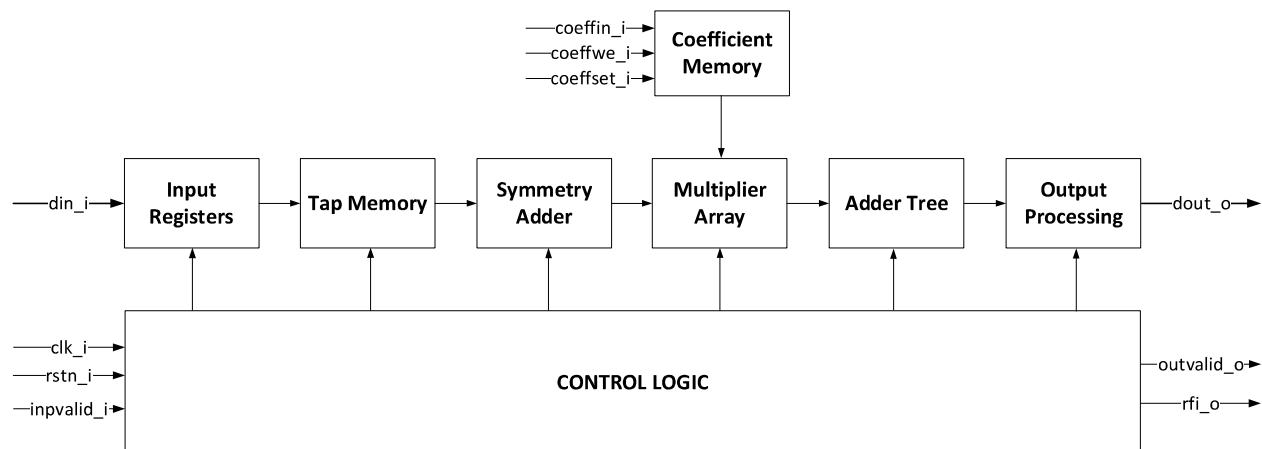 coeffin_i
coeffwe_i
coeffset_i
Coefficient
Memory
din_i
Input
Registers
Tap Memory
Symmetry
Adder
Multiplier
Array
Adder Tree
Output
Processing
dout_o
clk_i
rstn_i
inpvalid_i
CONTROL LOGIC
outvalid_o
rfi_o